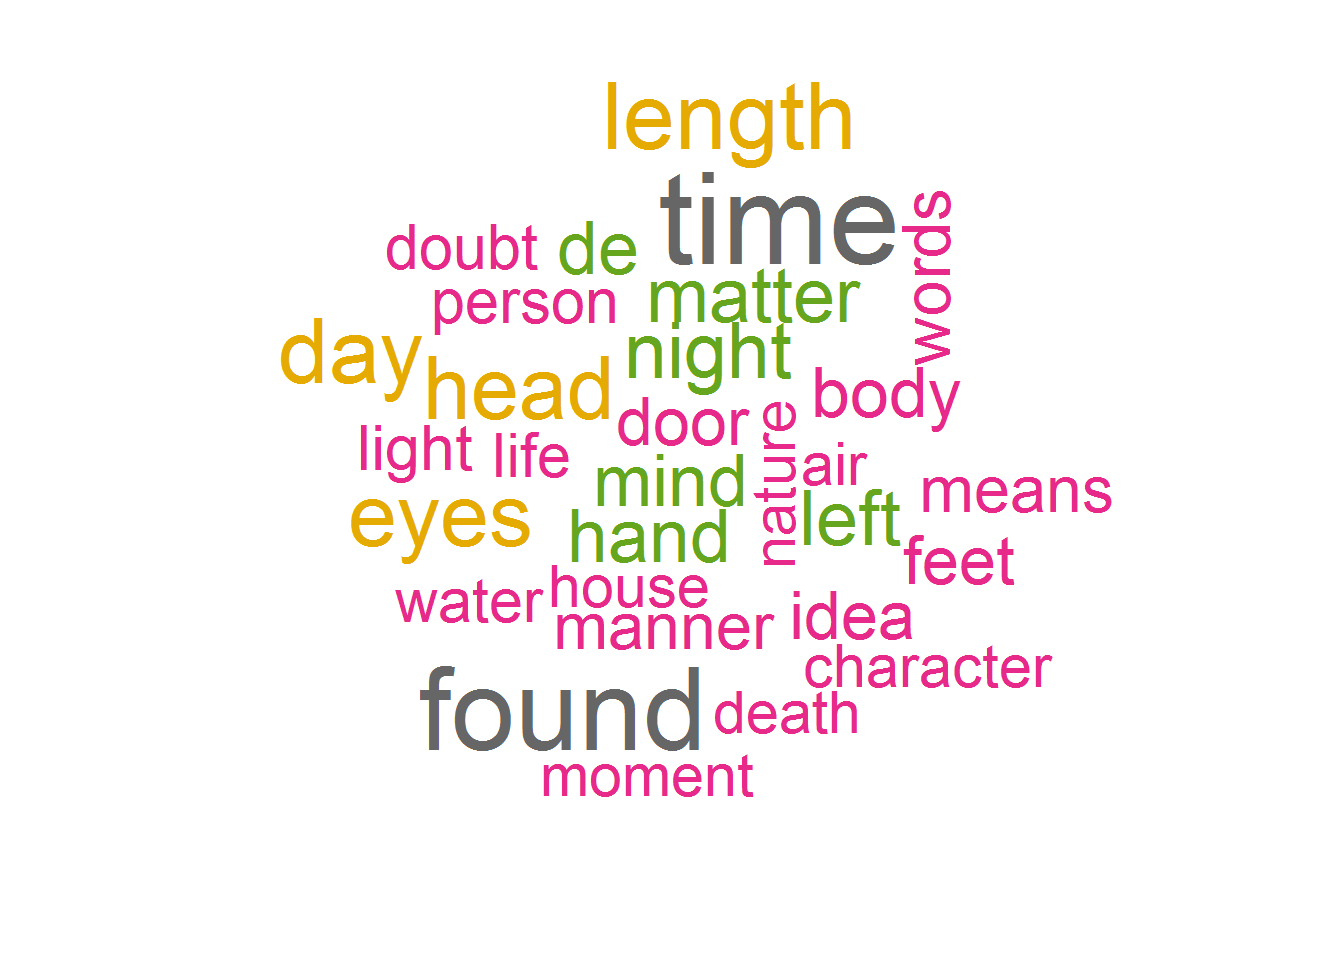 length
time
words
doubt
de
person
matter
day
head
night
body
door
light
life
mind
nature
air
means
eyes
hand
left
feet
water
house
manner
idea
character
found
death
moment